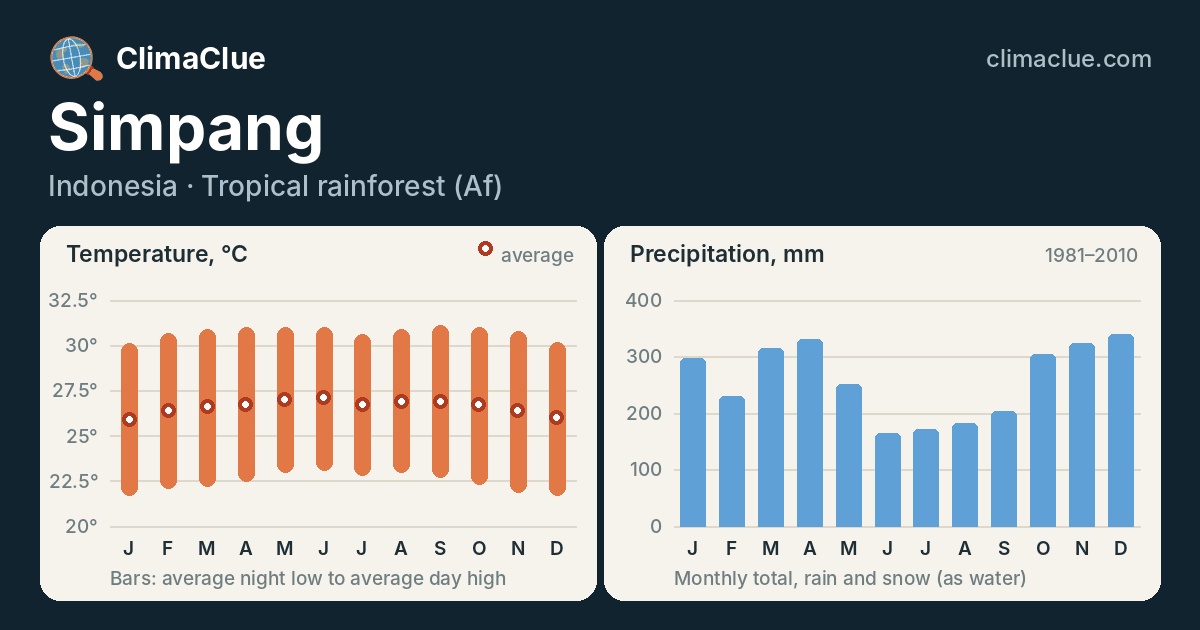 ClimaClue
climaclue.com
Simpang
Indonesia · Tropical rainforest (Af)
Temperature, °C
average
32.5°
30°
27.5°
25°
22.5°
20°
J F M A M J J A S O N D
Bars: average night low to average day high
Precipitation, mm
1981–2010
400
300
200
100
0
J F M A M J J A S O N D
Monthly total, rain and snow (as water)